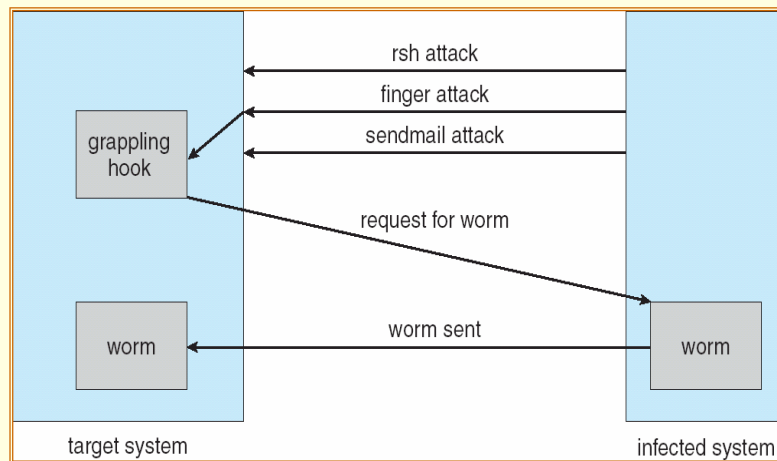 rsh attack
finger attack
sendmail attack
grappling
hook
request for worm
worm
worm sent
worm
target system
infected system